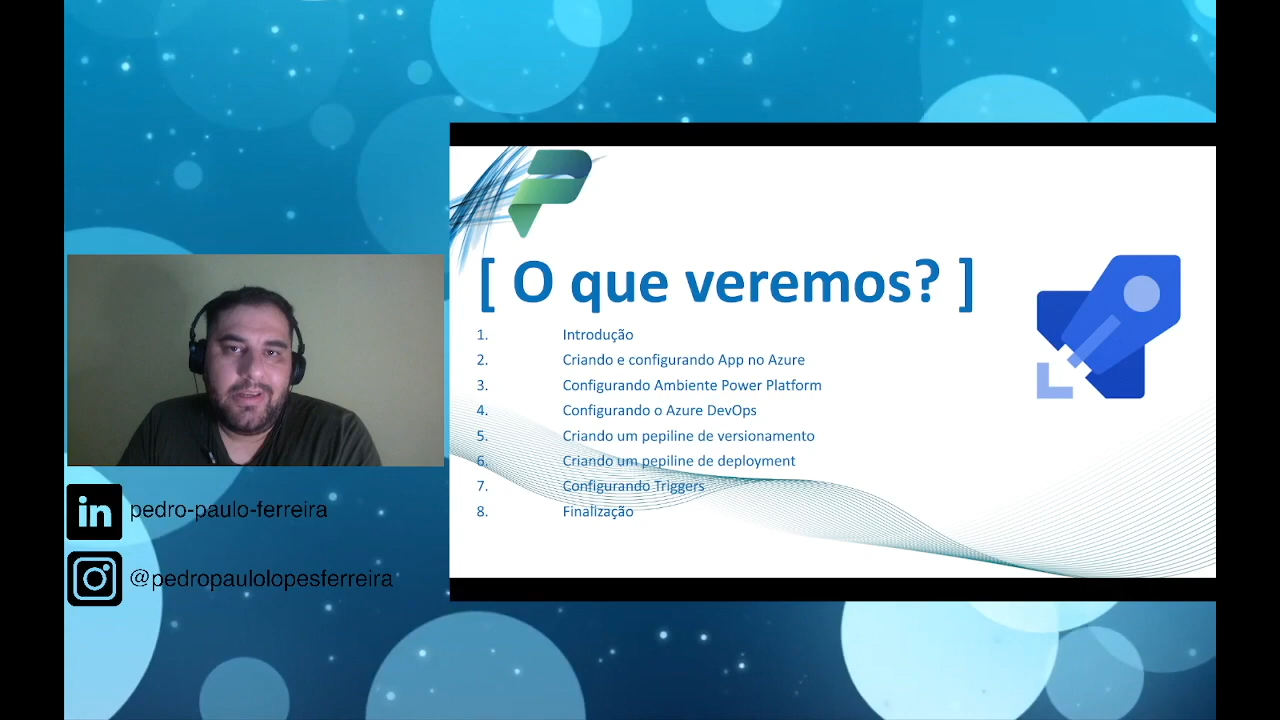 [ O que veremos? ]
1. Introdução
2. Criando e configurando App no Azure
3. Configurando Ambiente Power Platform
4. Configurando o Azure DevOps
5. Criando um pepiline de versionamento
6. Criando um pepiline de deployment
7. Configurando Triggers
8. Finalização
in pedro-paulo-ferreira
@pedropaulolopesferreira